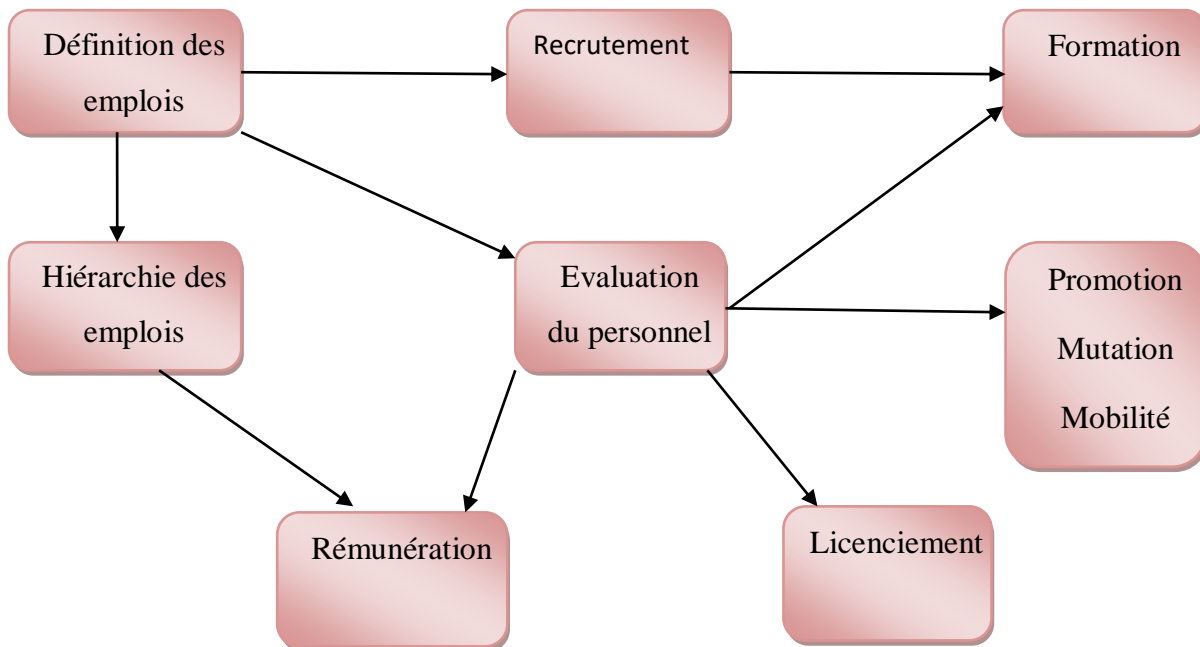 Définition des
emplois
Recrutement
Formation
Hiérarchie des
emplois
Evaluation
du personnel
Promotion
Mutation
Mobilité
Rémunération
Licenciement